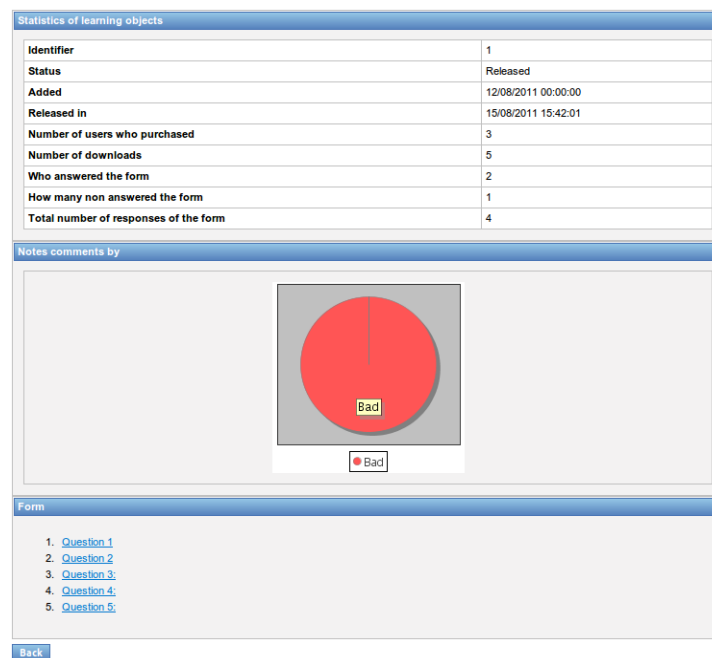 Statistics of learning objects
Identifier 1
Status Released
Added 12/08/2011 00:00:00
Released in 15/08/2011 15:42:01
Number of users who purchased 3
Number of downloads 5
Who answered the form 2
How many non answered the form 1
Total number of responses of the form 4
Notes comments by
Bad
Bad
Form
1. Question 1
2. Question 2
3. Question 3:
4. Question 4:
5. Question 5:
Back